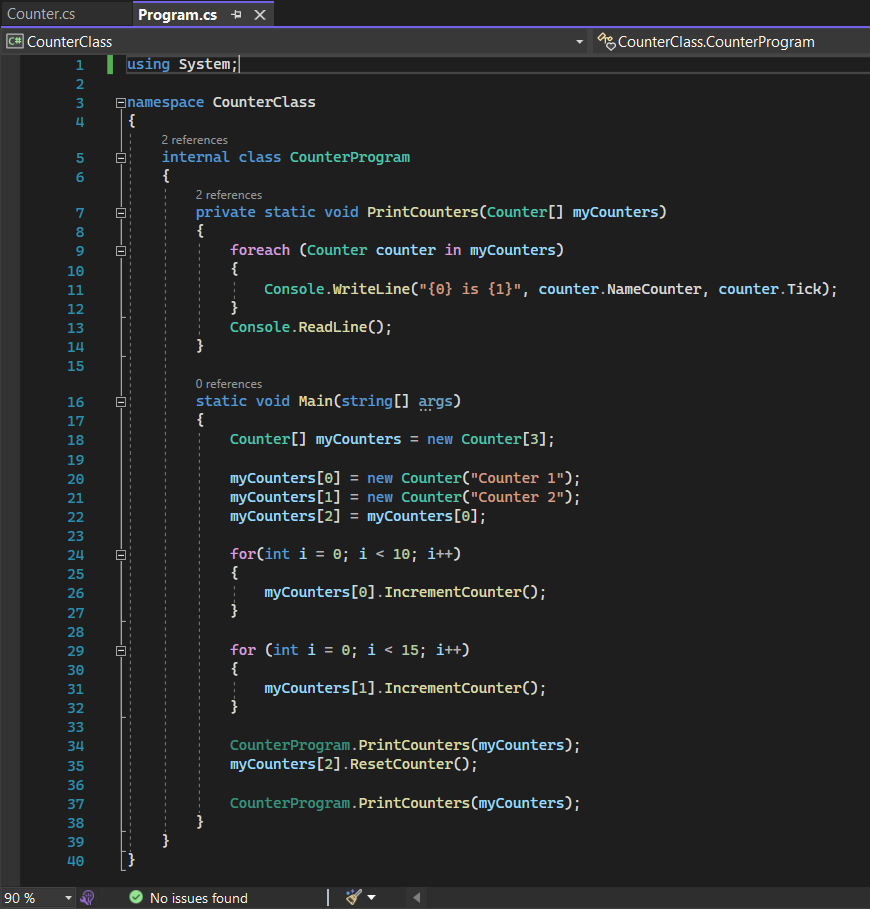 Counter.cs Program.cs
CounterClass CounterClass.CounterProgram
1 using System;
2
3 namespace CounterClass
4 {
2 references
5 internal class CounterProgram
6 {
2 references
7 private static void PrintCounters(Counter[] myCounters)
8 {
9 foreach (Counter counter in myCounters)
10 {
11 Console.WriteLine("{0} is {1}", counter.NameCounter, counter.Tick);
12 }
13 Console.ReadLine();
14 }
15
0 references
16 static void Main(string[] args)
17 {
18 Counter[] myCounters = new Counter[3];
19
20 myCounters[0] = new Counter("Counter 1");
21 myCounters[1] = new Counter("Counter 2");
22 myCounters[2] = myCounters[0];
23
24 for(int i = 0; i < 10; i++)
25 {
26 myCounters[0].IncrementCounter();
27 }
28
29 for (int i = 0; i < 15; i++)
30 {
31 myCounters[1].IncrementCounter();
32 }
33
34 CounterProgram.PrintCounters(myCounters);
35 myCounters[2].ResetCounter();
36
37 CounterProgram.PrintCounters(myCounters);
38 }
39 }
40 }
90 % No issues found